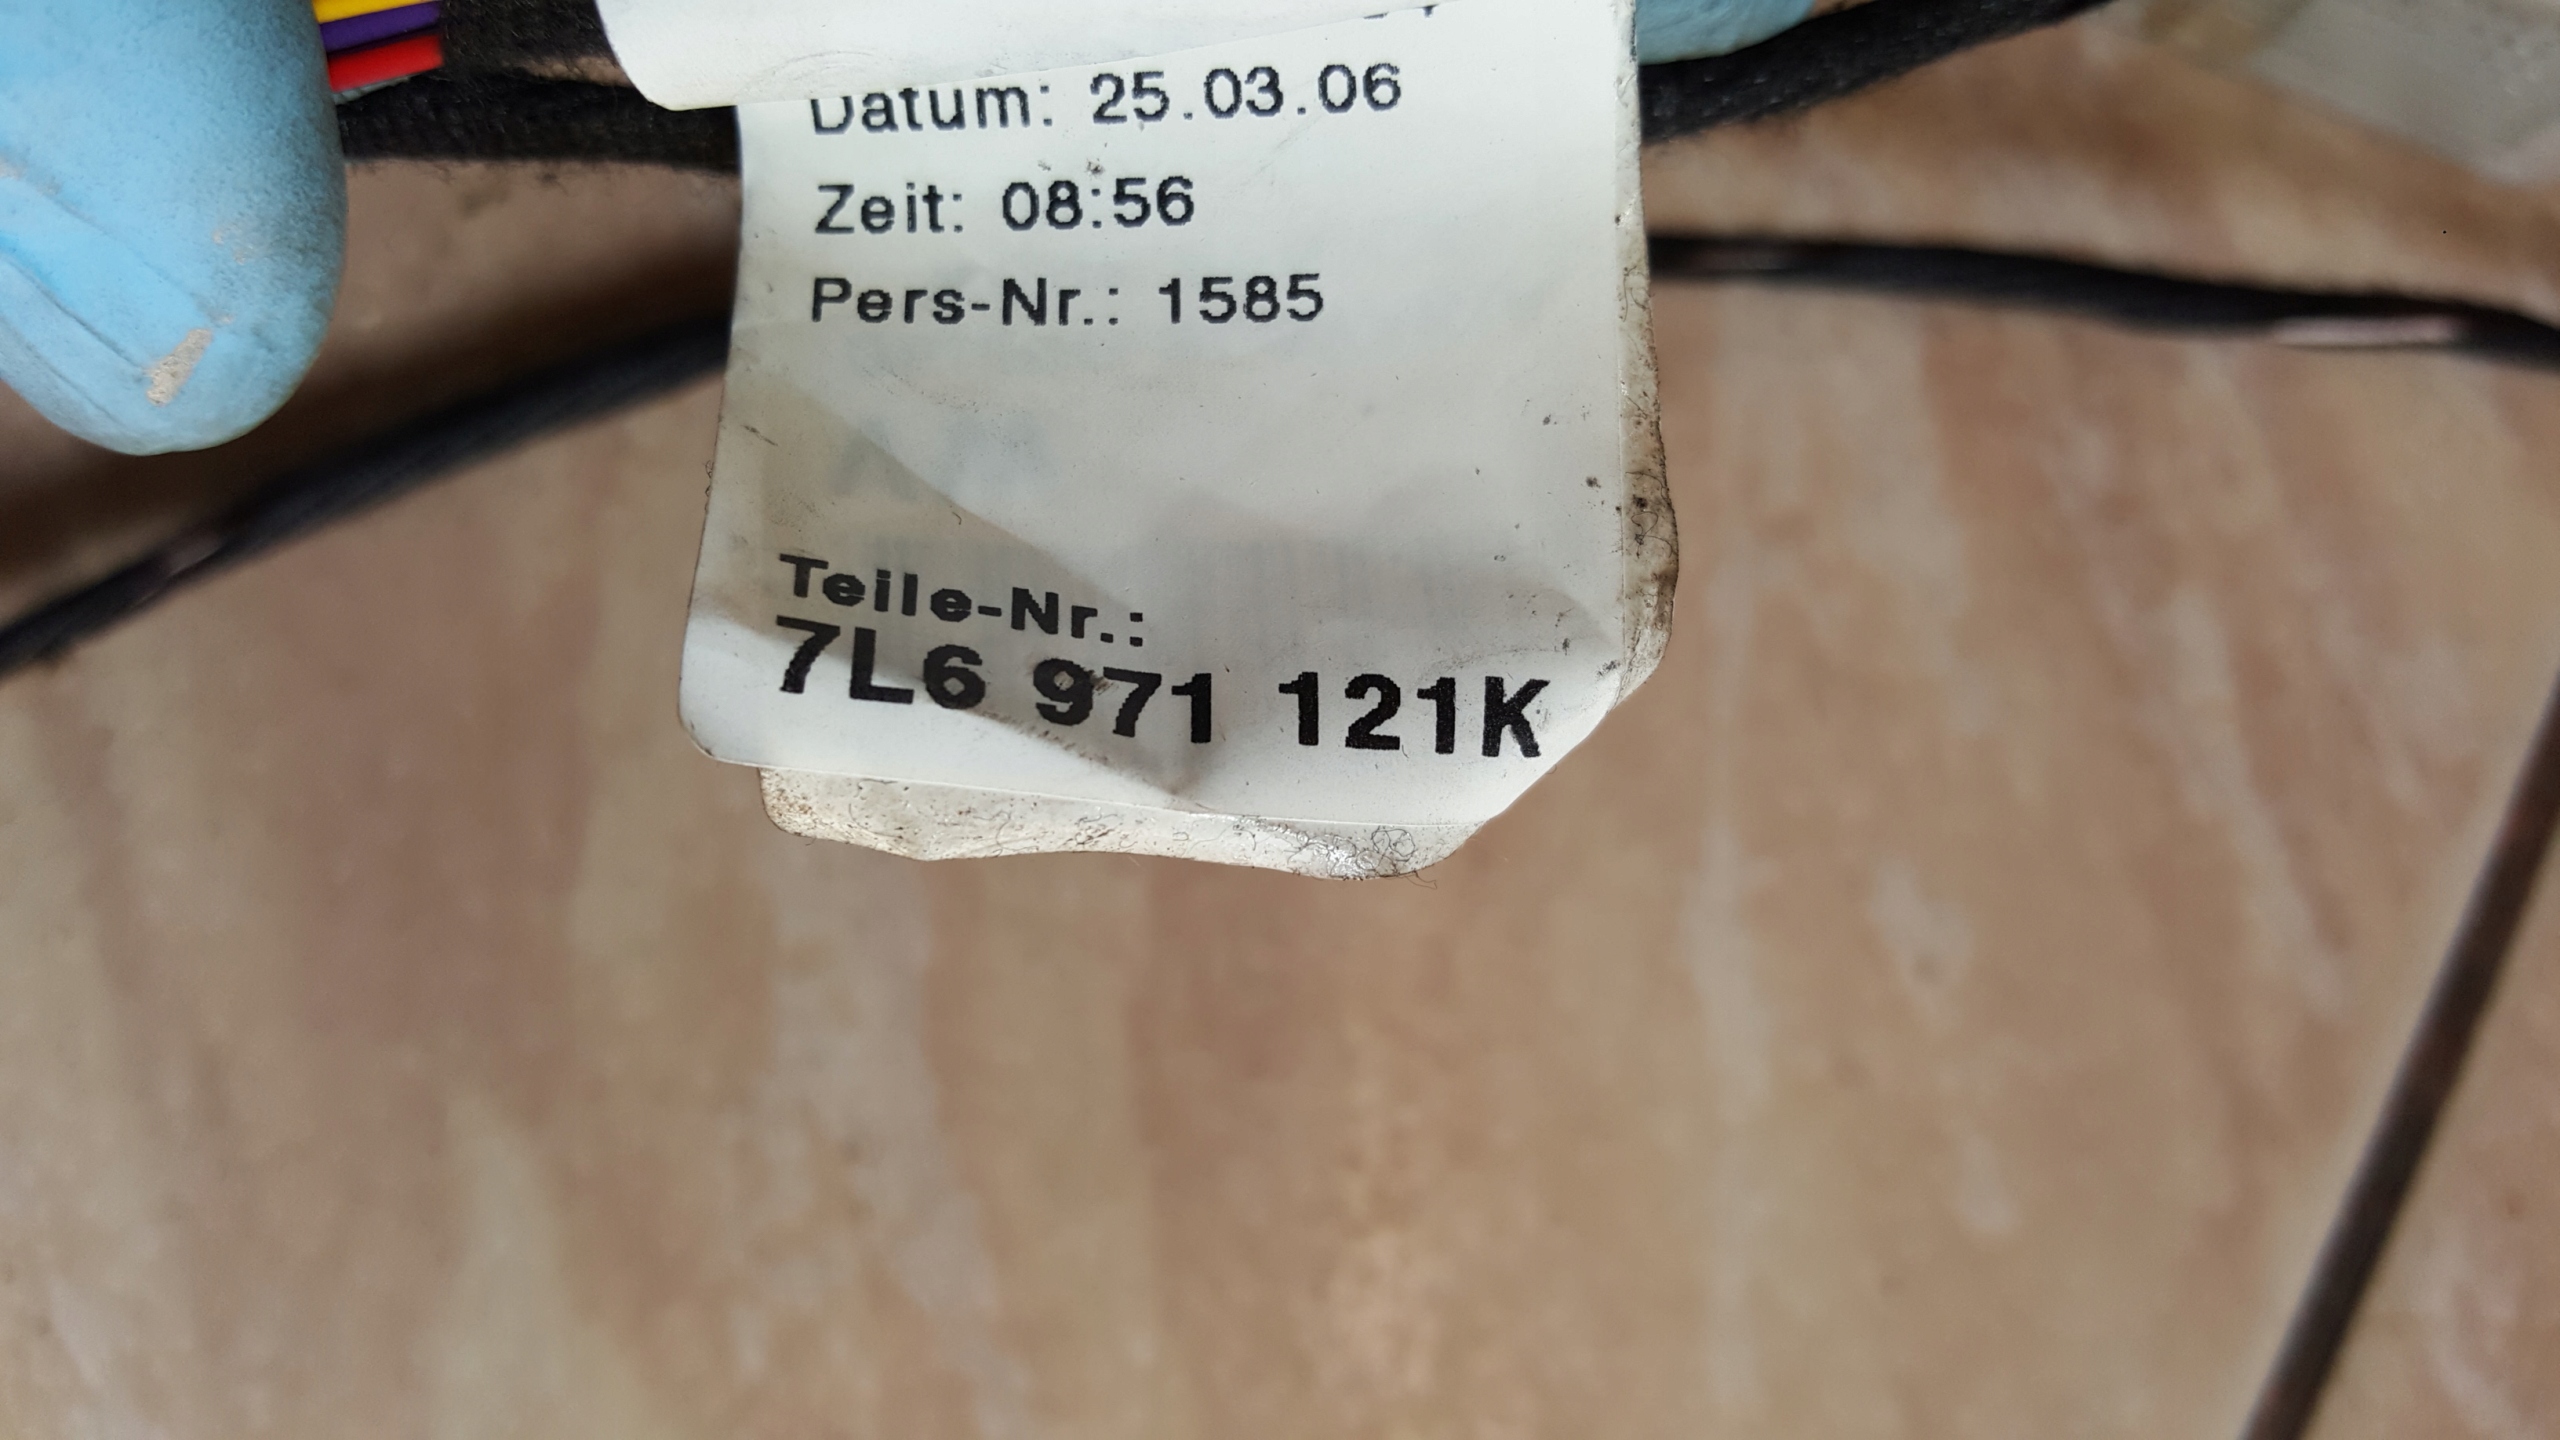 Datum: 25.03.06
Zeit: 08:56
Pers-Nr.: 1585
Teile-Nr.:
7L6 971 121K